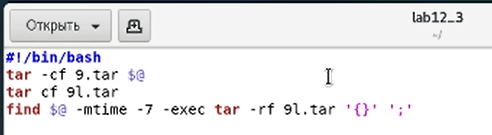 Открыть
lab12_3
~/
#!/bin/bash
tar -cf 9.tar $@
tar cf 9l.tar
find $@ -mtime -7 -exec tar -rf 9l.tar '{}' ';'